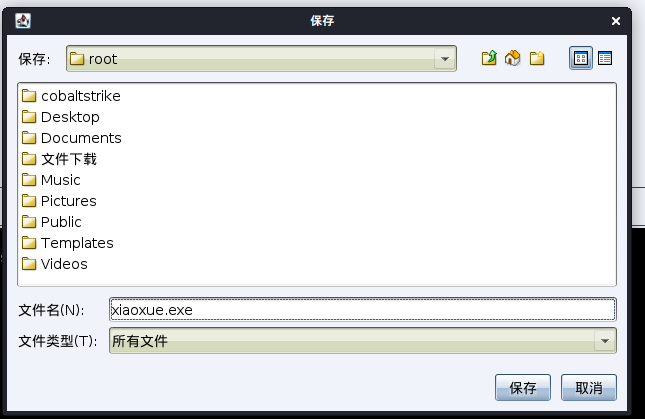 保存
保存: root
cobaltstrike
Desktop
Documents
文件下载
Music
Pictures
Public
Templates
Videos
文件名(N): xiaoxue.exe
文件类型(T): 所有文件
保存 取消